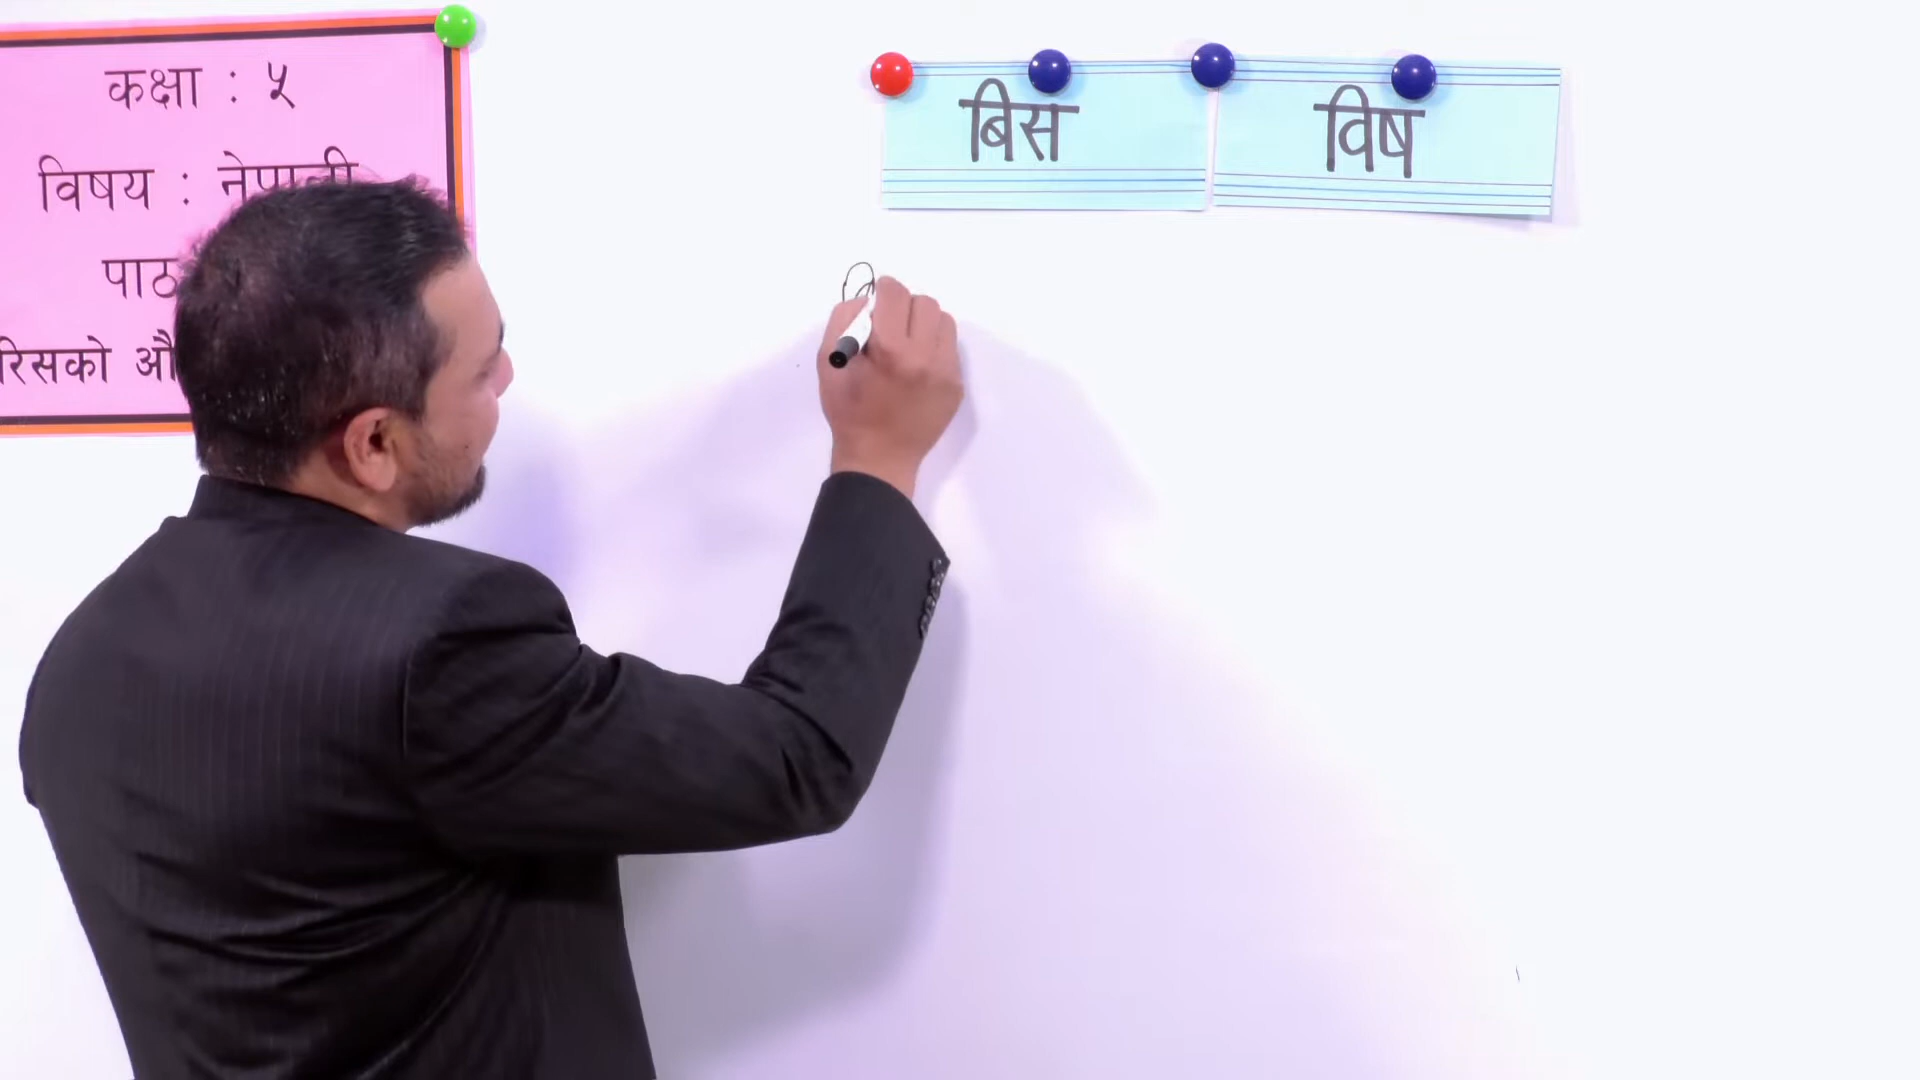 कक्षा : ५
विषय : नेपाली
पाठ
रिसको औ
बिस
विष